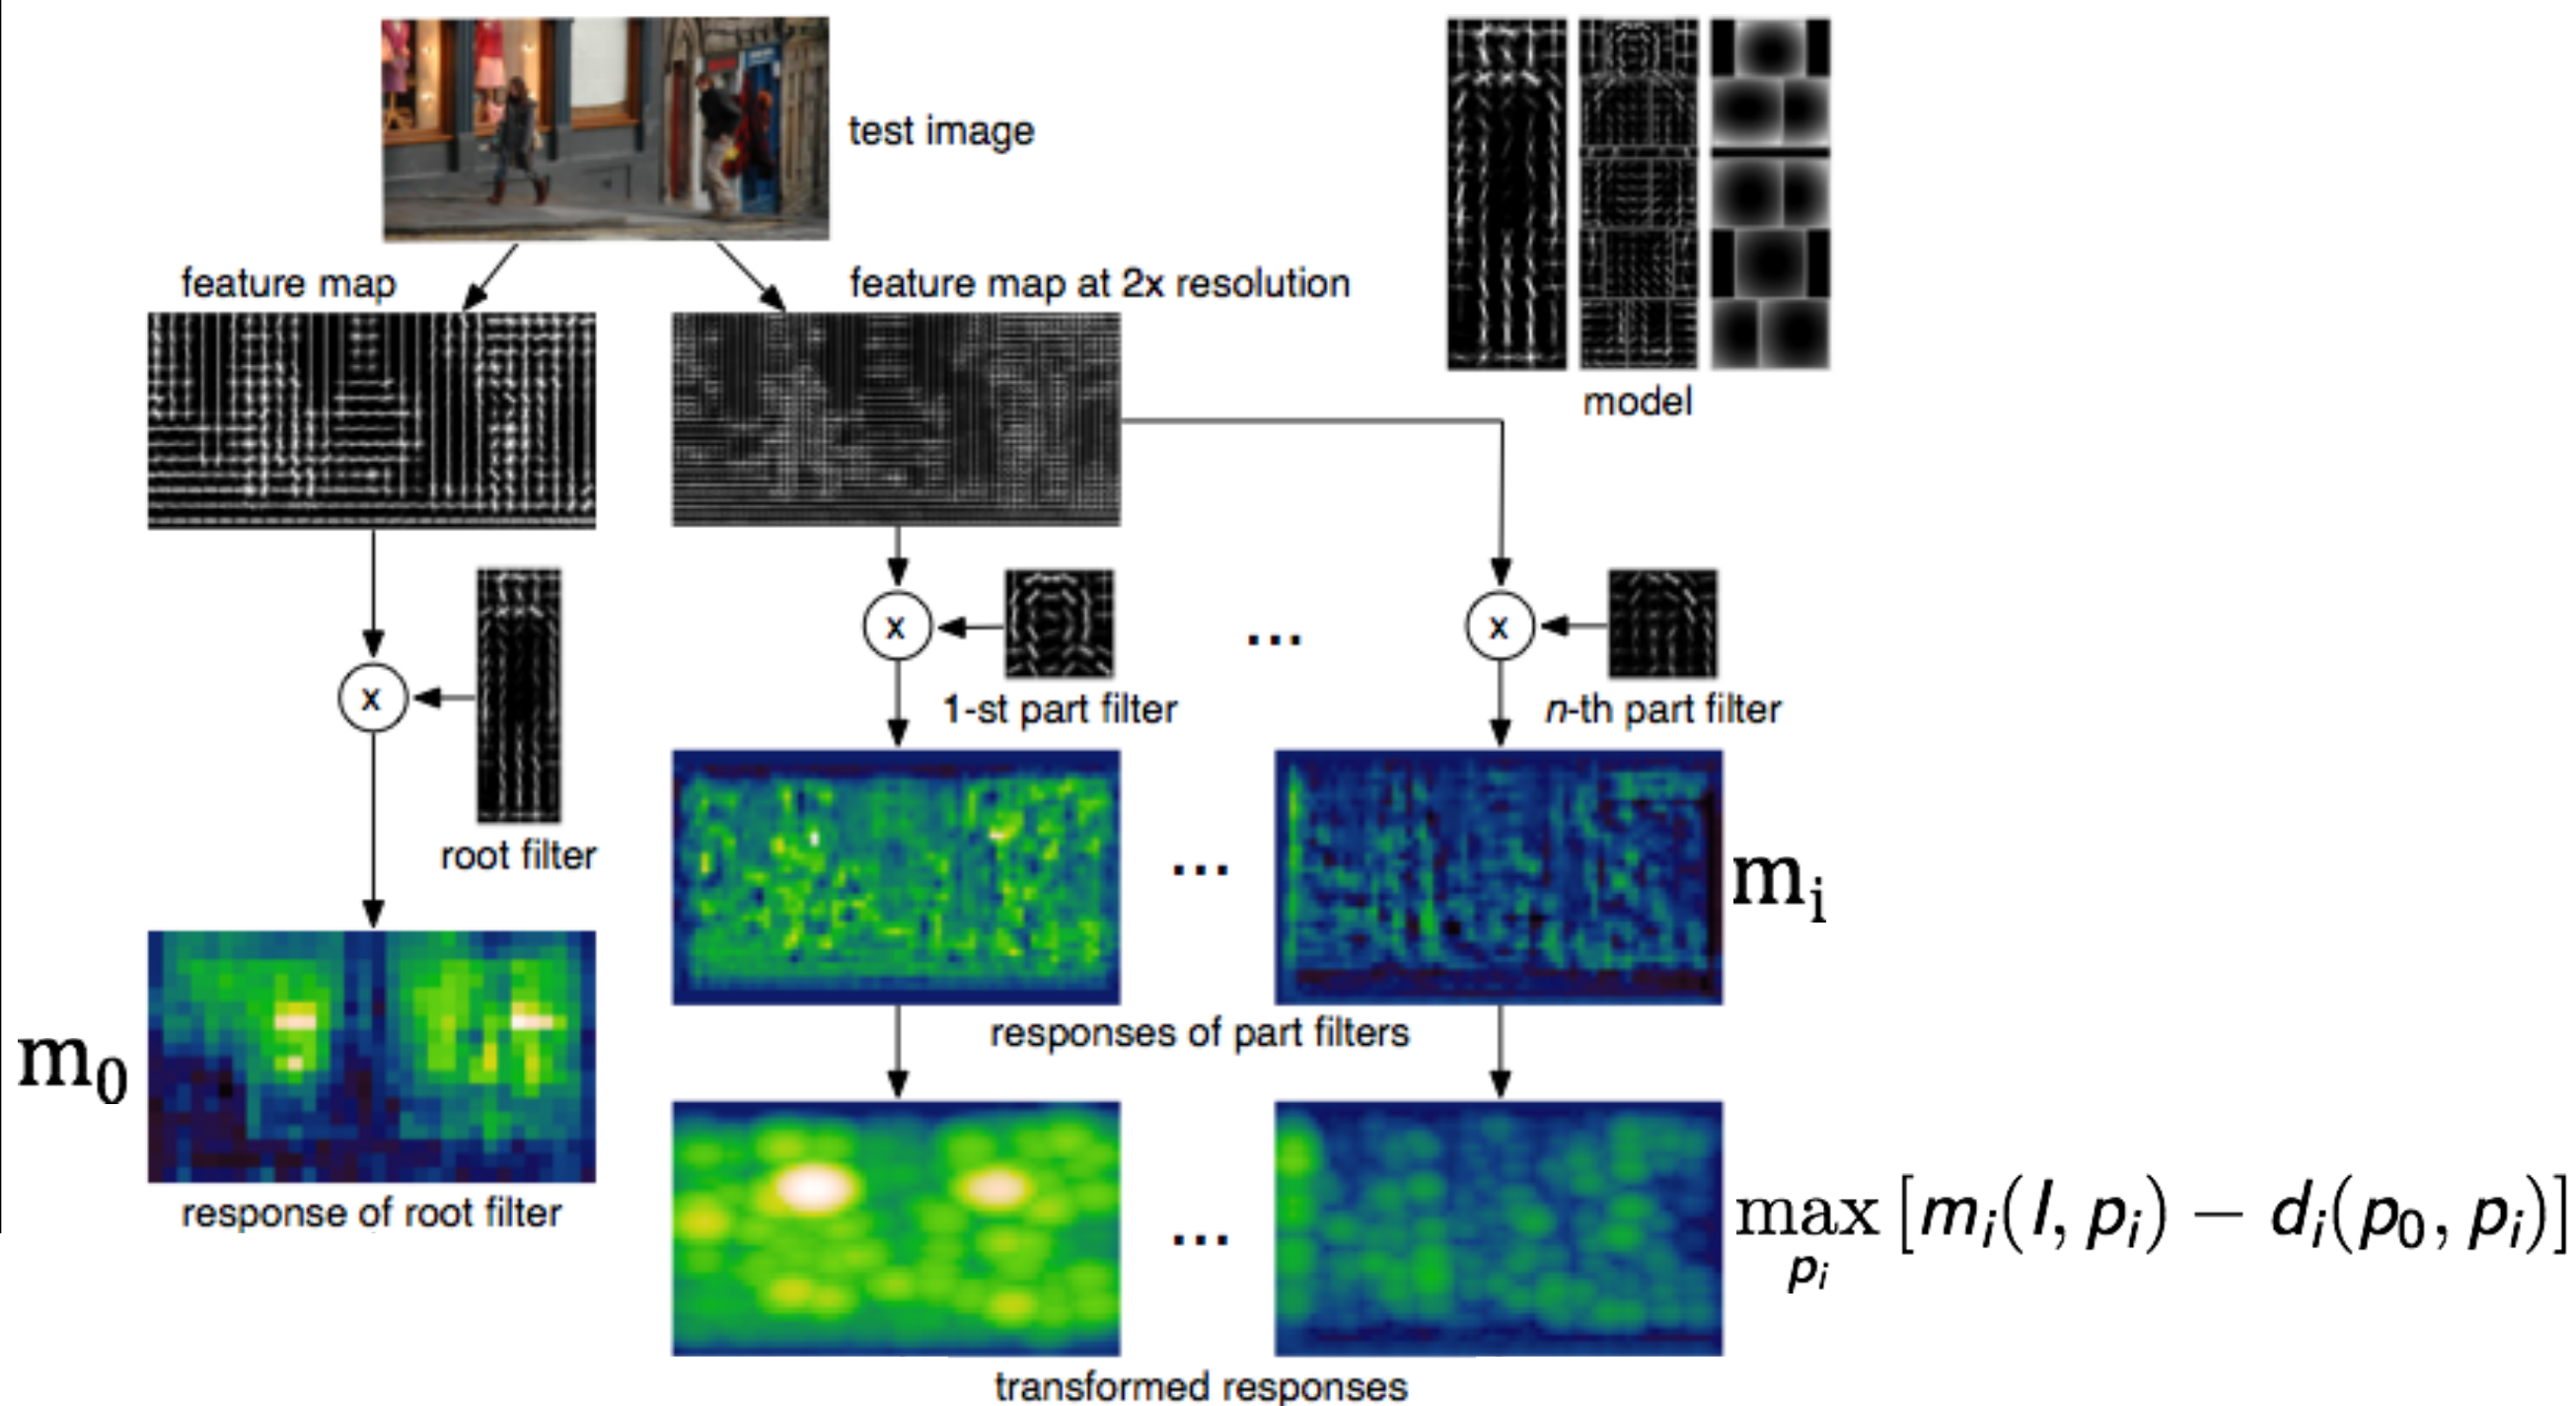 test image
feature map
feature map at 2x resolution
model
x
x
x
...
1-st part filter
n-th part filter
root filter
...
m_i
m_0
responses of part filters
response of root filter
...
max_{p_i} [m_i(I, p_i) − d_i(p_0, p_i)]
transformed responses